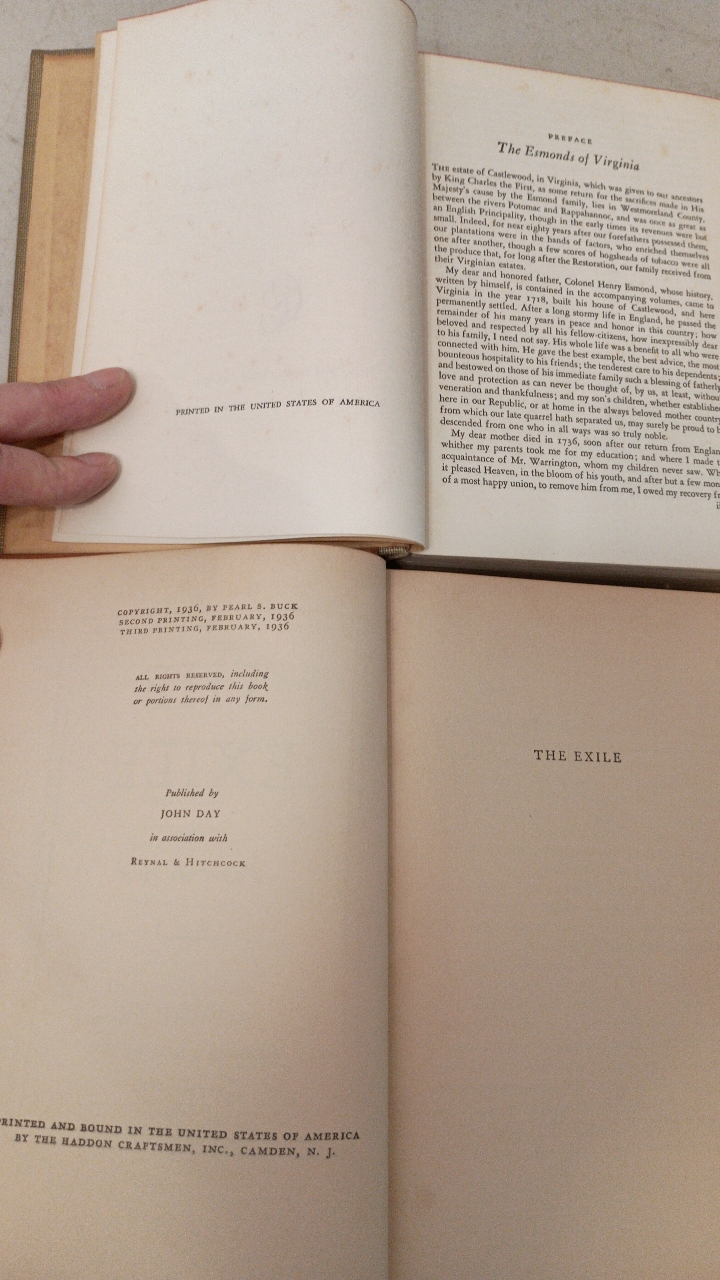 PRINTED IN THE UNITED STATES OF AMERICA
PREFACE
The Esmonds of Virginia
THE estate of Castlewood, in Virginia, which was given to our ancestors
by King Charles the First, as some return for the sacrifices made in His
Majesty's cause by the Esmond family, lies in Westmoreland County,
between the rivers Potomac and Rappahannoc, and was once as great as
an English Principality, though in the early times its revenues were but
small. Indeed, for near eighty years after our forefathers possessed them,
our plantations were in the hands of factors, who enriched themselves
one after another, though a few scores of hogsheads of tobacco were all
the produce that, for long after the Restoration, our family received from
their Virginian estates.
My dear and honored father, Colonel Henry Esmond, whose history,
written by himself, is contained in the accompanying volumes, came to
Virginia in the year 1718, built his house of Castlewood, and here
permanently settled. After a long stormy life in England, he passed the
remainder of his many years in peace and honor in this country; how
beloved and respected by all his fellow-citizens, how inexpressibly dear
to his family, I need not say. His whole life was a benefit to all who were
connected with him. He gave the best example, the best advice, the most
bounteous hospitality to his friends; the tenderest care to his dependents;
and bestowed on those of his immediate family such a blessing of fatherly
love and protection as can never be thought of, by us, at least, without
veneration and thankfulness; and my son's children, whether establishe
here in our Republic, or at home in the always beloved mother country
from which our late quarrel hath separated us, may surely be proud to b
descended from one who in all ways was so truly noble.
My dear mother died in 1736, soon after our return from Englan
whither my parents took me for my education; and where I made t
acquaintance of Mr. Warrington, whom my children never saw. Wh
it pleased Heaven, in the bloom of his youth, and after but a few mon
of a most happy union, to remove him from me, I owed my recovery fr
COPYRIGHT, 1936, BY PEARL S. BUCK
SECOND PRINTING, FEBRUARY, 1936
THIRD PRINTING, FEBRUARY, 1936
ALL RIGHTS RESERVED, including
the right to reproduce this book
or portions thereof in any form.
Published by
JOHN DAY
in association with
REYNAL & HITCHCOCK
PRINTED AND BOUND IN THE UNITED STATES OF AMERICA
BY THE HADDON CRAFTSMEN, INC., CAMDEN, N. J.
THE EXILE